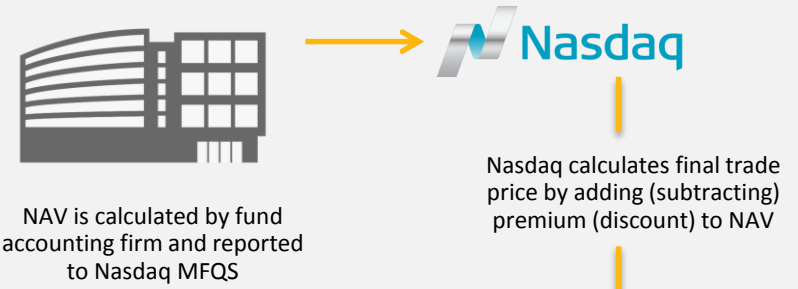 Nasdaq
Nasdaq calculates final trade
price by adding (subtracting)
premium (discount) to NAV
NAV is calculated by fund
accounting firm and reported
to Nasdaq MFQS